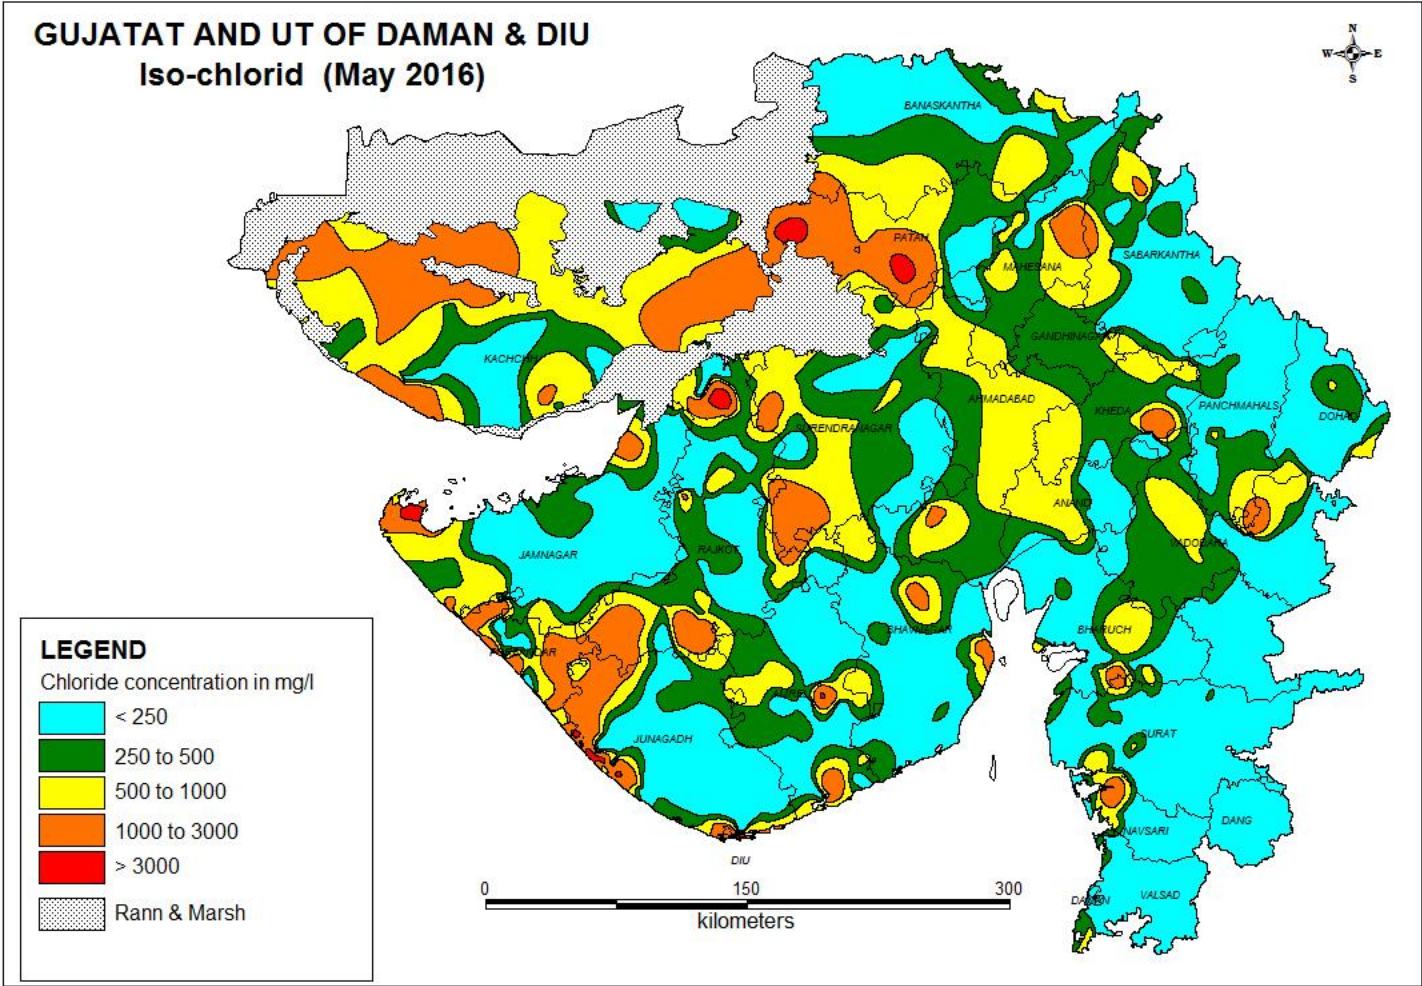 GUJATAT AND UT OF DAMAN & DIU
Iso-chlorid (May 2016)
N
W E
S
BANASKANTHA
PATAN
MAHESANA
SABARKANTHA
GANDHINAGAR
KACHCHH
AHMADABAD
SURENDRANAGAR
KHEDA
PANCHMAHALS
DOHAD
ANAND
VADODARA
JAMNAGAR
RAJKOT
BHAVNAGAR
BHARUCH
JUNAGADH
SURAT
NAVSARI
DANG
DIU
VALSAD
LEGEND
Chloride concentration in mg/l
< 250
250 to 500
500 to 1000
1000 to 3000
> 3000
Rann & Marsh
0 150 300
kilometers